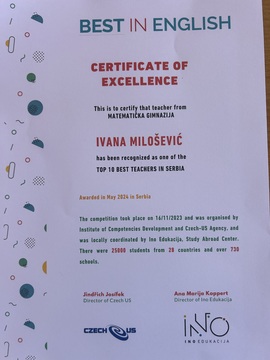 BEST IN ENGLISH
CERTIFICATE OF
EXCELLENCE
This is to certify that teacher from
MATEMATIČKA GIMNAZIJA
IVANA MILOŠEVIĆ
has been recognized as one of the
TOP 10 BEST TEACHERS IN SERBIA
Awarded in May 2024 in Serbia
The competition took place on 16/11/2023 and was organised by
Institute of Competencies Development and Czech-US Agency, and
was locally coordinated by Ino Edukacija, Study Abroad Center.
There were 25000 students from 28 countries and over 730
schools.
Jindřich Josífek
Director of Czech US
Ana Marija Koppert
Director of Ino Edukacija
CZECH US
INO
INO EDUKACIJA